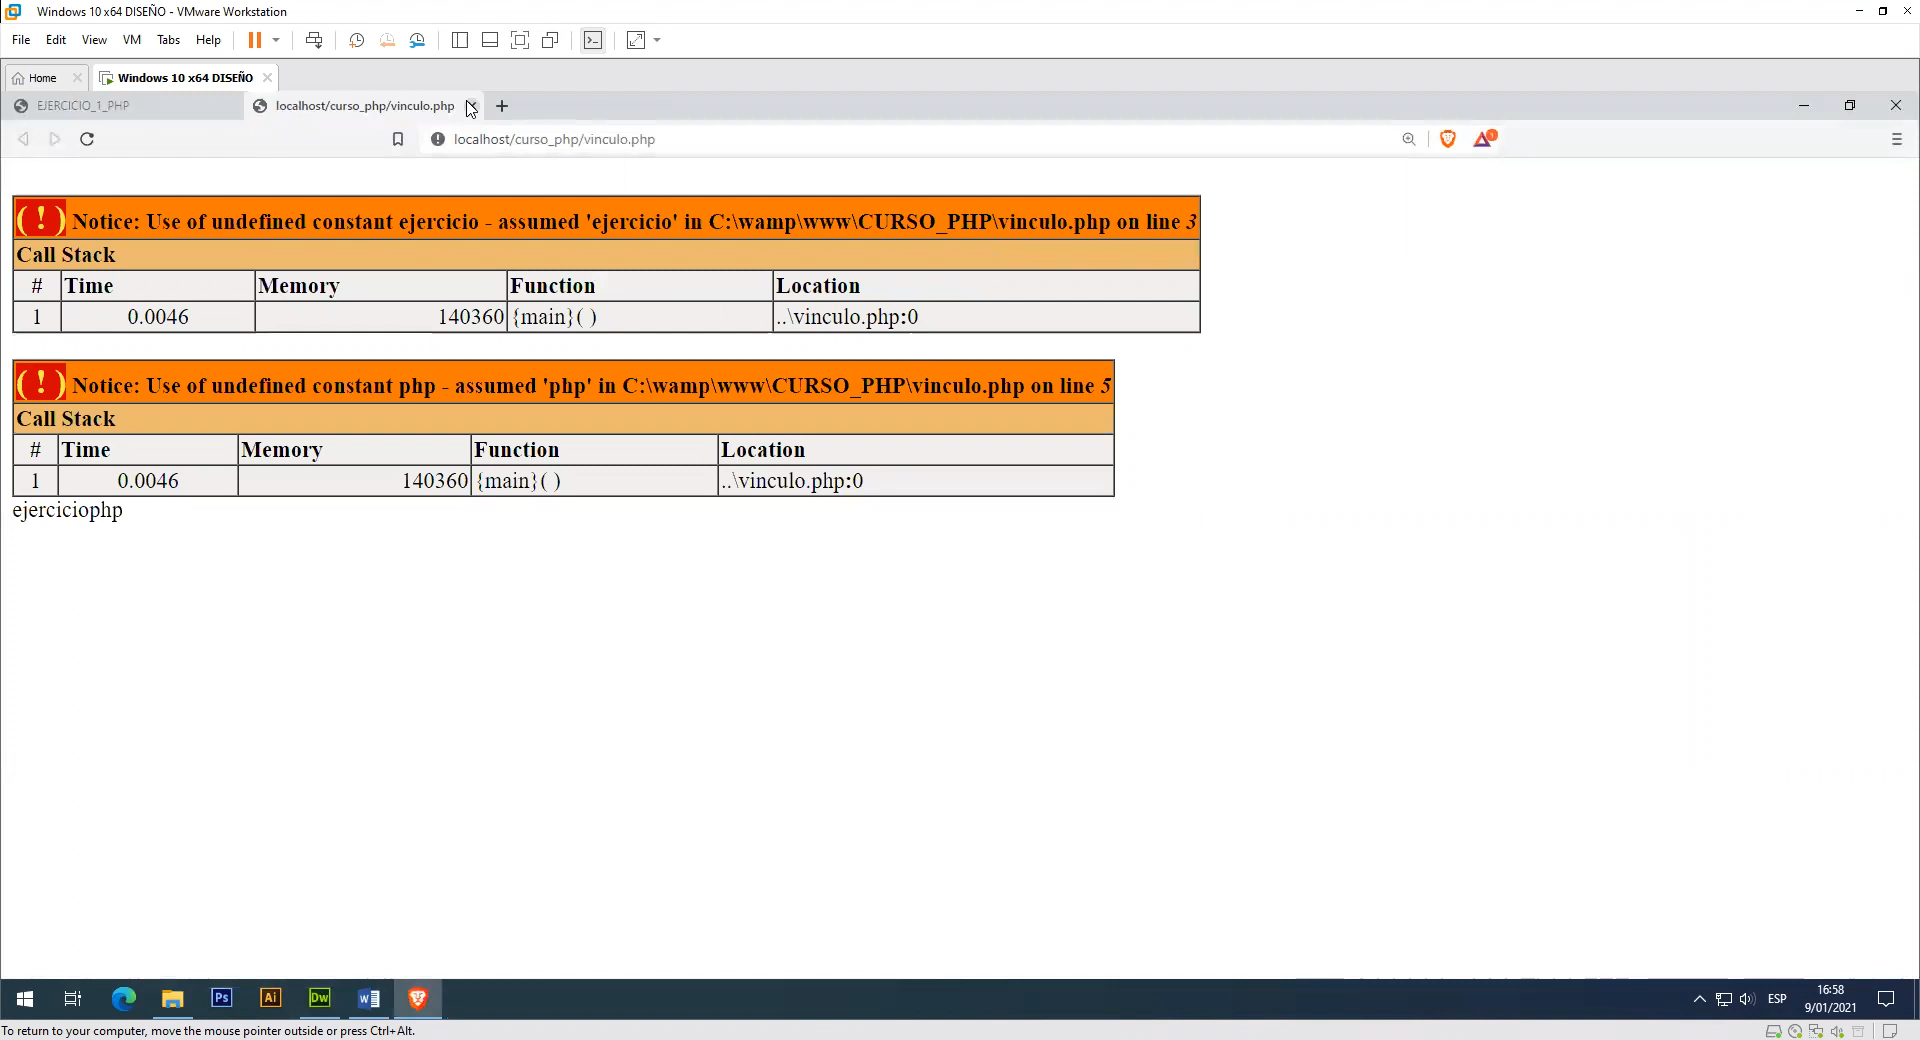 Windows 10 x64 DISEÑO - VMware Workstation
File Edit View VM Tabs Help
Home Windows 10 x64 DISEÑO
EJERCICIO_1_PHP localhost/curso_php/vinculo.php
localhost/curso_php/vinculo.php 1
( ! ) Notice: Use of undefined constant ejercicio - assumed 'ejercicio' in C:\wamp\www\CURSO_PHP\vinculo.php on line 3
Call Stack
# Time Memory Function Location
1 0.0046 140360 {main}( ) ..\vinculo.php:0
( ! ) Notice: Use of undefined constant php - assumed 'php' in C:\wamp\www\CURSO_PHP\vinculo.php on line 5
Call Stack
# Time Memory Function Location
1 0.0046 140360 {main}( ) ..\vinculo.php:0
ejerciciophp
Ps Ai Dw W ESP 16:58
9/01/2021
To return to your computer, move the mouse pointer outside or press Ctrl+Alt.